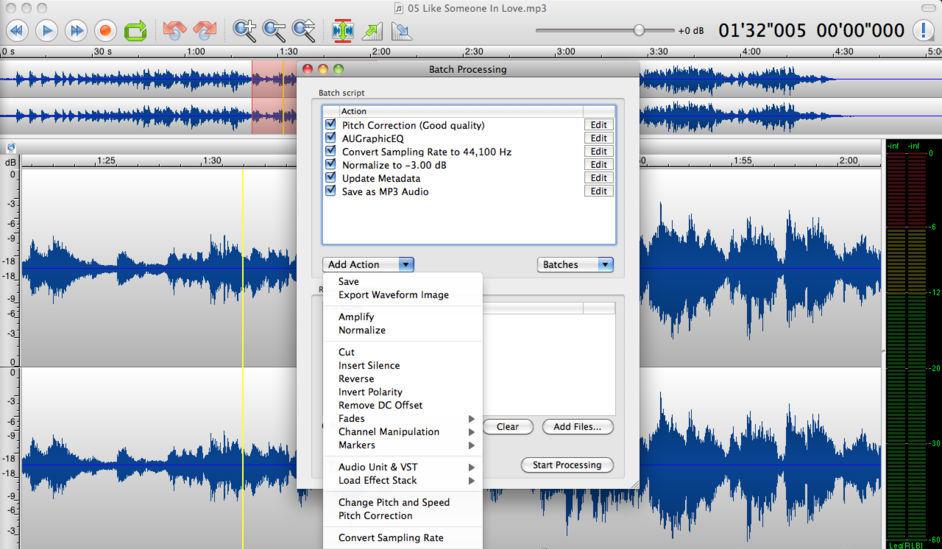 05 Like Someone In Love.mp3
+0 dB 01'32"005 00'00"000
0 s 30 s 1:00 1:30 2:00 2:30 3:00 3:30 4:00 4:30 5:00
Batch Processing
Batch script
Action
Pitch Correction (Good quality) Edit
AUGraphicEQ Edit
Convert Sampling Rate to 44,100 Hz Edit
Normalize to -3.00 dB Edit
Update Metadata Edit
Save as MP3 Audio Edit
Add Action Batches
Save
Export Waveform Image
Amplify
Normalize
Cut
Insert Silence
Reverse
Invert Polarity
Remove DC Offset
Fades
Channel Manipulation
Markers
Audio Unit & VST
Load Effect Stack
Change Pitch and Speed
Pitch Correction
Convert Sampling Rate
Clear Add Files...
Start Processing
dB 1:25 1:30 1:55 2:00
0
-3
-6
-9
-18
-18
-9
-6
-3
0
0
-3
-6
-9
-18
-18
-9
-6
-3
-inf -inf
0
-6
-12
-20
-30
-40
-60
Leq(RLB)